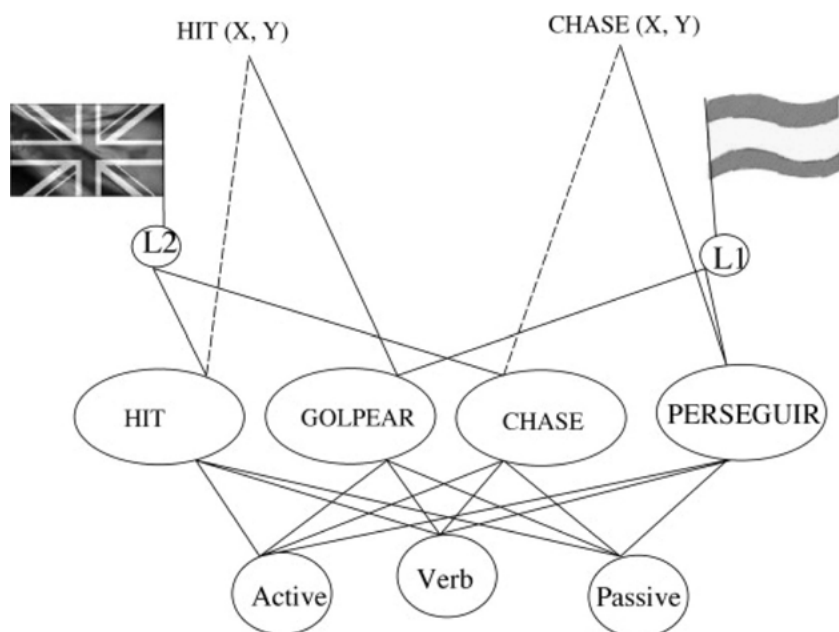 HIT (X, Y)
CHASE (X, Y)
L2
L1
HIT
GOLPEAR
CHASE
PERSEGUIR
Active
Verb
Passive